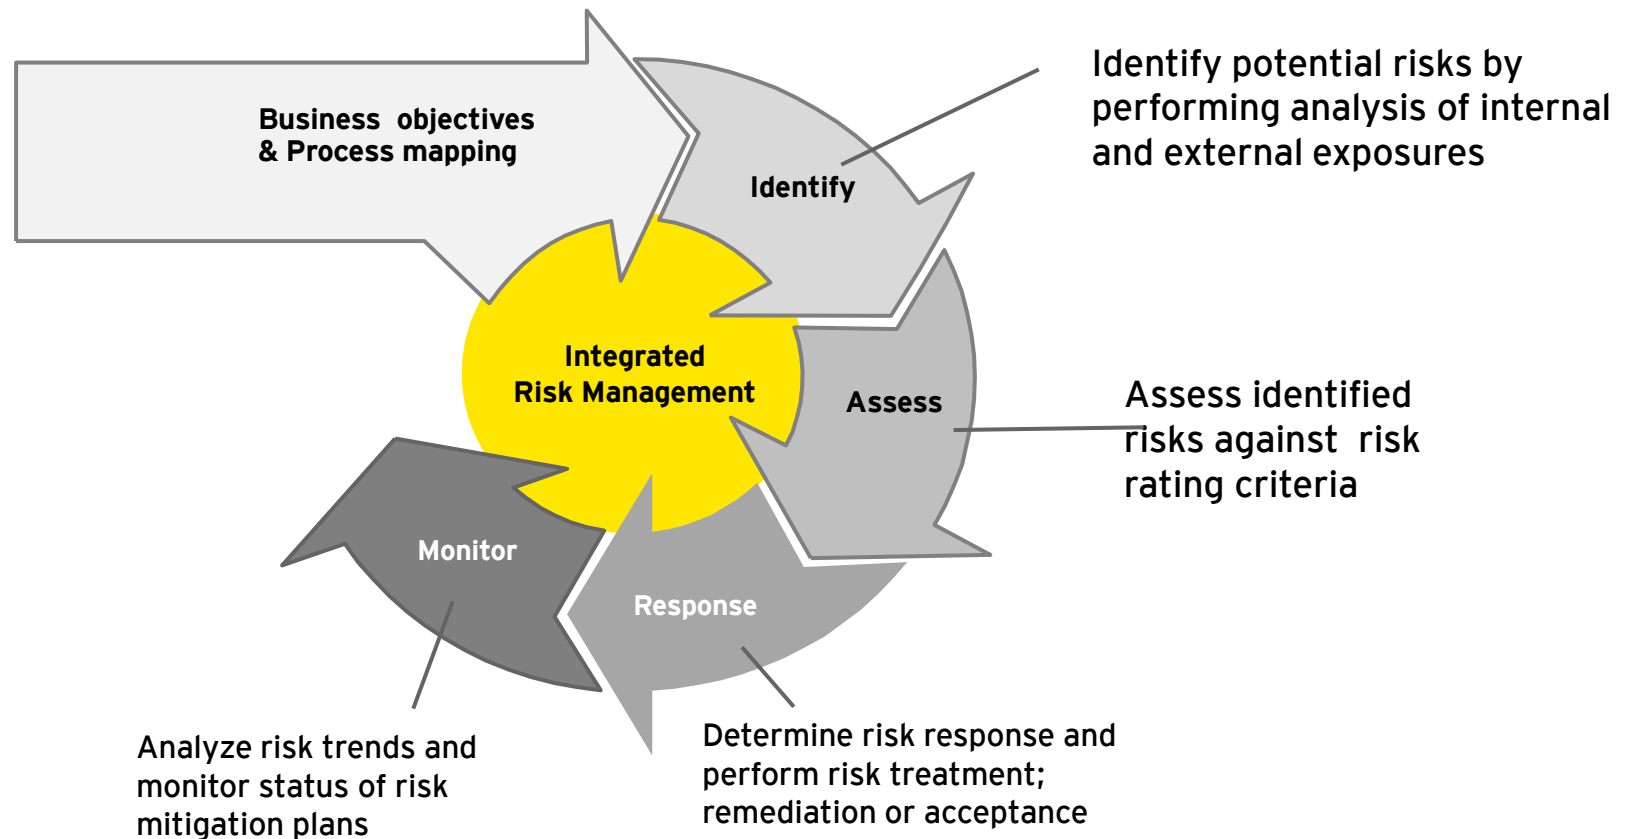 Business objectives
& Process mapping
Identify
Identify potential risks by
performing analysis of internal
and external exposures
Integrated
Risk Management
Assess
Assess identified
risks against risk
rating criteria
Monitor
Response
Analyze risk trends and
monitor status of risk
mitigation plans
Determine risk response and
perform risk treatment;
remediation or acceptance